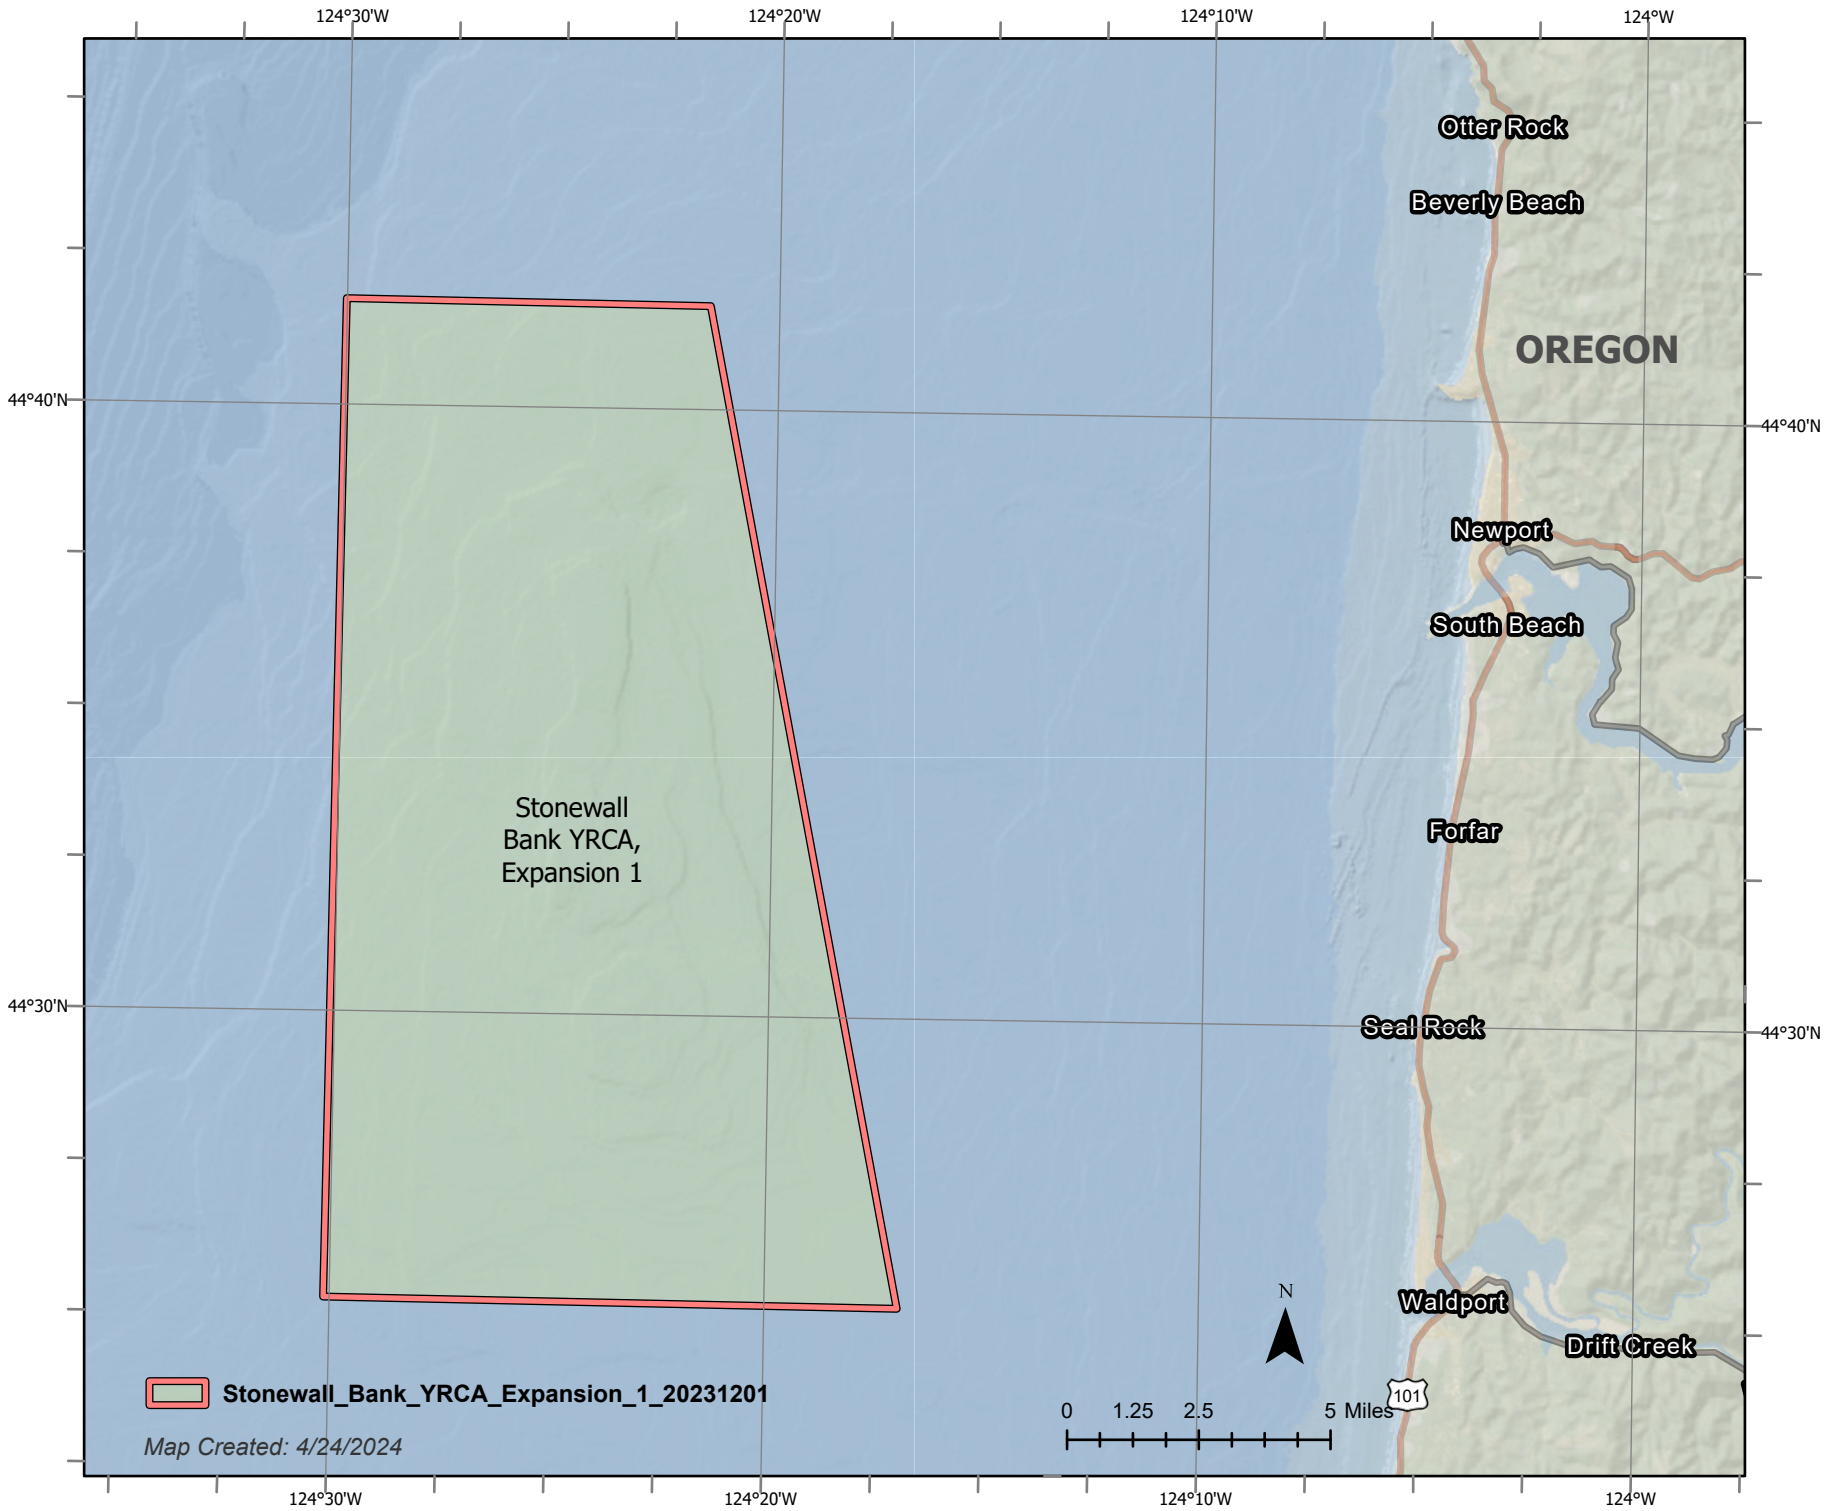 124°30'W
124°20'W
124°10'W
124°W
Otter Rock
Beverly Beach
OREGON
44°40'N
44°40'N
Newport
South Beach
Stonewall
Bank YRCA,
Expansion 1
Forfar
44°30'N
Seal Rock
44°30'N
N
Waldport
Drift Creek
Stonewall_Bank_YRCA_Expansion_1_20231201
101
0 1.25 2.5 5 Miles
Map Created: 4/24/2024
124°30'W
124°20'W
124°10'W
124°W